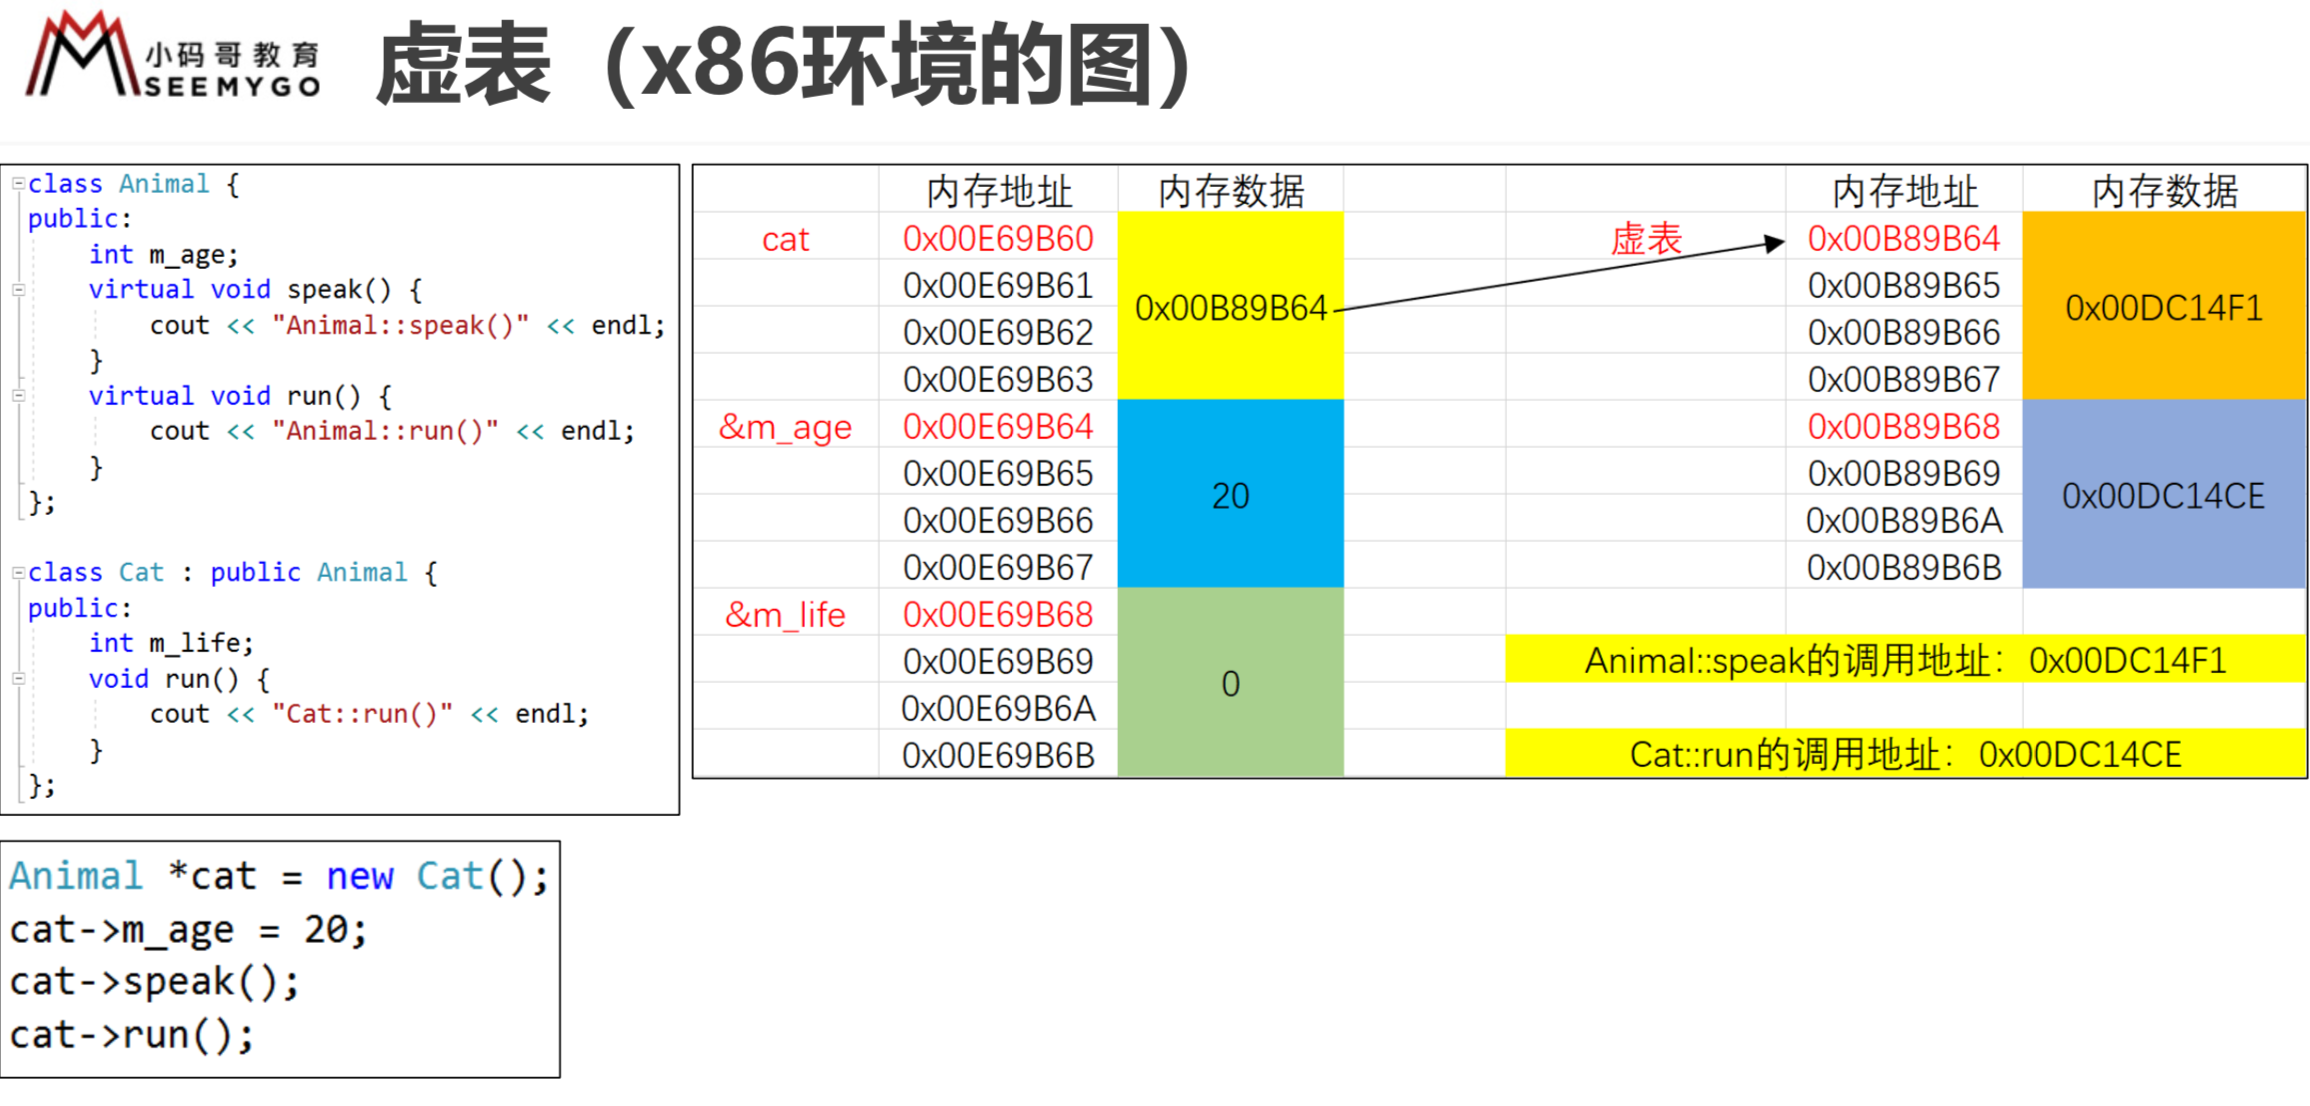 小码哥教育
SEEMYGO
虚表（x86环境的图）
class Animal {
public:
    int m_age;
    virtual void speak() {
        cout << "Animal::speak()" << endl;
    }
    virtual void run() {
        cout << "Animal::run()" << endl;
    }
};
class Cat : public Animal {
public:
    int m_life;
    void run() {
        cout << "Cat::run()" << endl;
    }
};
Animal *cat = new Cat();
cat->m_age = 20;
cat->speak();
cat->run();
内存地址 内存数据
cat 0x00E69B60
0x00E69B61
0x00B89B64
0x00E69B62
0x00E69B63
&m_age 0x00E69B64
0x00E69B65
20
0x00E69B66
0x00E69B67
&m_life 0x00E69B68
0x00E69B69
0
0x00E69B6A
0x00E69B6B
内存地址 内存数据
虚表 0x00B89B64
0x00B89B65
0x00DC14F1
0x00B89B66
0x00B89B67
0x00B89B68
0x00B89B69
0x00DC14CE
0x00B89B6A
0x00B89B6B
Animal::speak的调用地址：0x00DC14F1
Cat::run的调用地址：0x00DC14CE